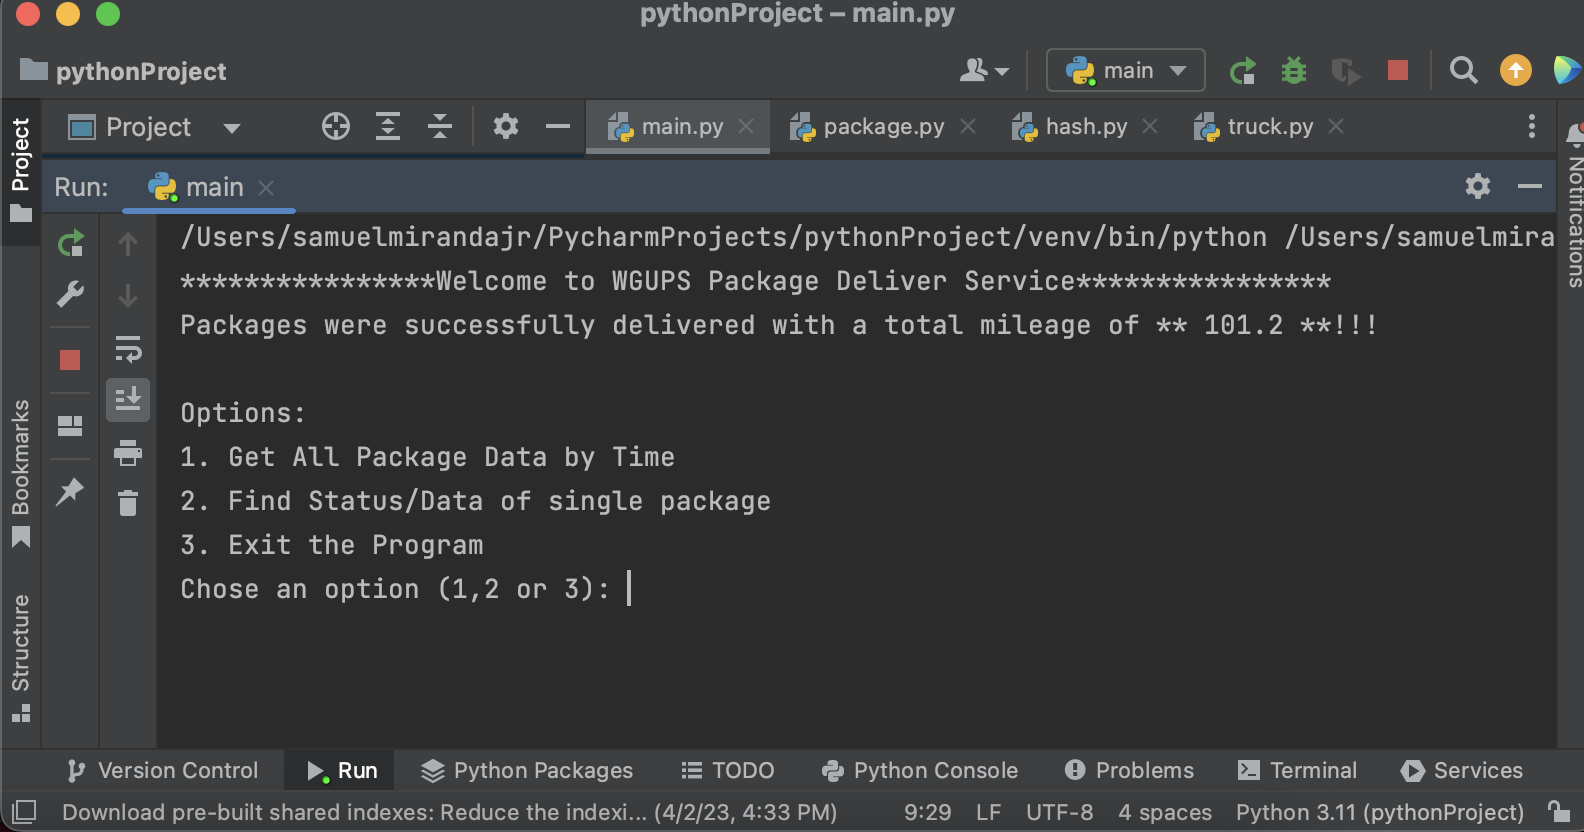 pythonProject – main.py
pythonProject
main
Project
main.py
package.py
hash.py
truck.py
Project
Notifications
Run:
main
/Users/samuelmirandajr/PycharmProjects/pythonProject/venv/bin/python /Users/samuelmira
****************Welcome to WGUPS Package Deliver Service****************
Packages were successfully delivered with a total mileage of ** 101.2 **!!!
Options:
1. Get All Package Data by Time
2. Find Status/Data of single package
3. Exit the Program
Chose an option (1,2 or 3):
Bookmarks
Structure
Version Control
Run
Python Packages
TODO
Python Console
Problems
Terminal
Services
Download pre-built shared indexes: Reduce the indexi... (4/2/23, 4:33 PM)
9:29
LF
UTF-8
4 spaces
Python 3.11 (pythonProject)